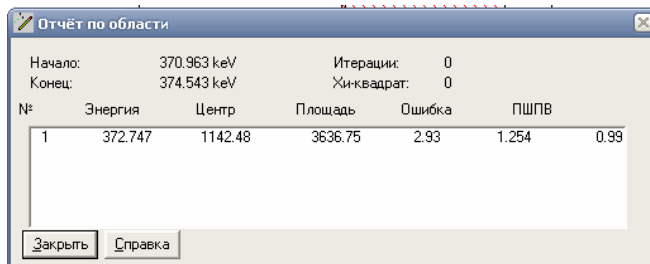 Отчёт по области
Начало: 370.963 keV Итерации: 0
Конец: 374.543 keV Хи-квадрат: 0
№ Энергия Центр Площадь Ошибка ПШПВ
1 372.747 1142.48 3636.75 2.93 1.254 0.99
Закрыть Справка